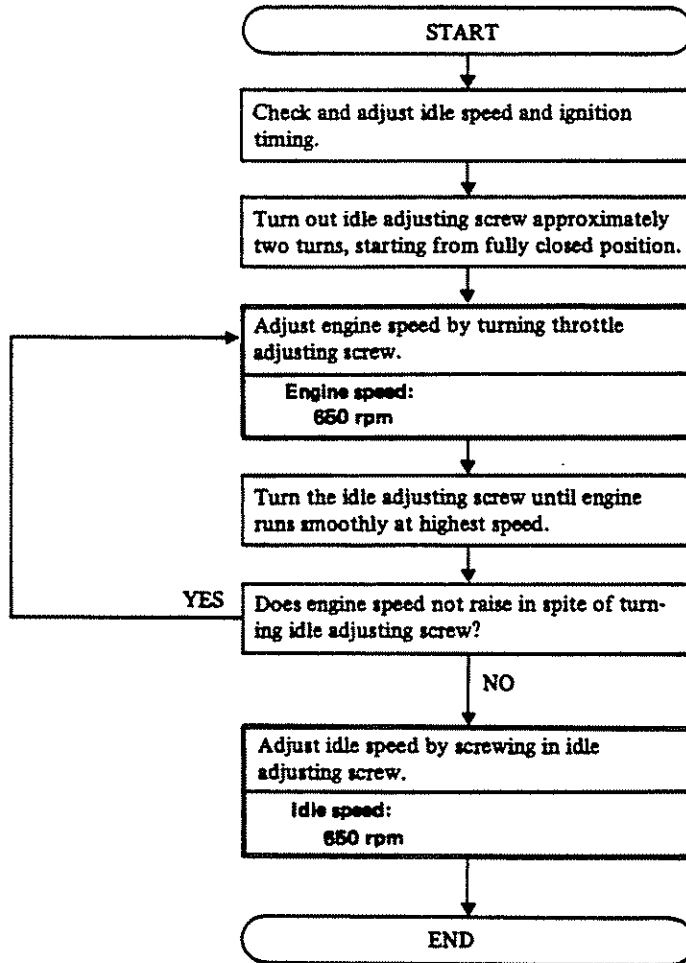 START
Check and adjust idle speed and ignition
timing.
Turn out idle adjusting screw approximately
two turns, starting from fully closed position.
Adjust engine speed by turning throttle
adjusting screw.
Engine speed:
650 rpm
Turn the idle adjusting screw until engine
runs smoothly at highest speed.
YES
Does engine speed not raise in spite of turn-
ing idle adjusting screw?
NO
Adjust idle speed by screwing in idle
adjusting screw.
Idle speed:
650 rpm
END